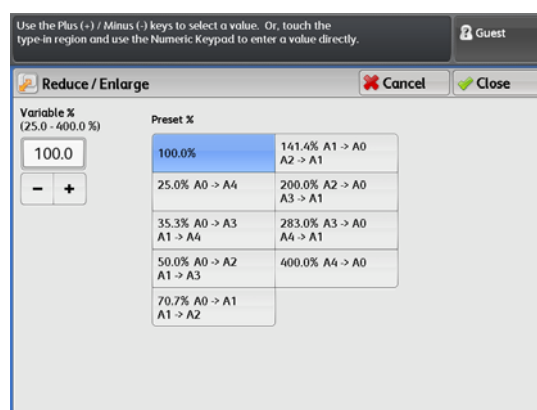 Use the Plus (+) / Minus (-) keys to select a value. Or, touch the
type-in region and use the Numeric Keypad to enter a value directly.
Guest
Reduce / Enlarge
Cancel
Close
Variable %
(25.0 - 400.0 %)
100.0
- +
Preset %
100.0%
141.4% A1 -> A0
A2 -> A1
25.0% A0 -> A4
200.0% A2 -> A0
A3 -> A1
35.3% A0 -> A3
A1 -> A4
283.0% A3 -> A0
A4 -> A1
50.0% A0 -> A2
A1 -> A3
400.0% A4 -> A0
70.7% A0 -> A1
A1 -> A2